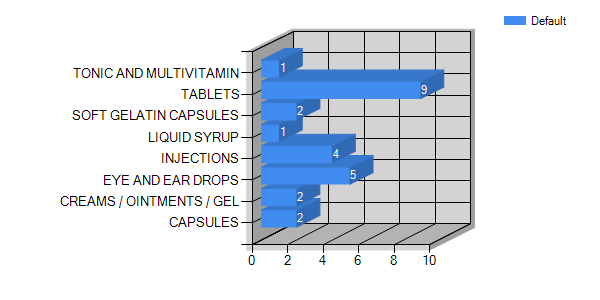 Default
TONIC AND MULTIVITAMIN 1
TABLETS 9
SOFT GELATIN CAPSULES 2
LIQUID SYRUP 1
INJECTIONS 4
EYE AND EAR DROPS 5
CREAMS / OINTMENTS / GEL 2
CAPSULES 2
0 2 4 6 8 10